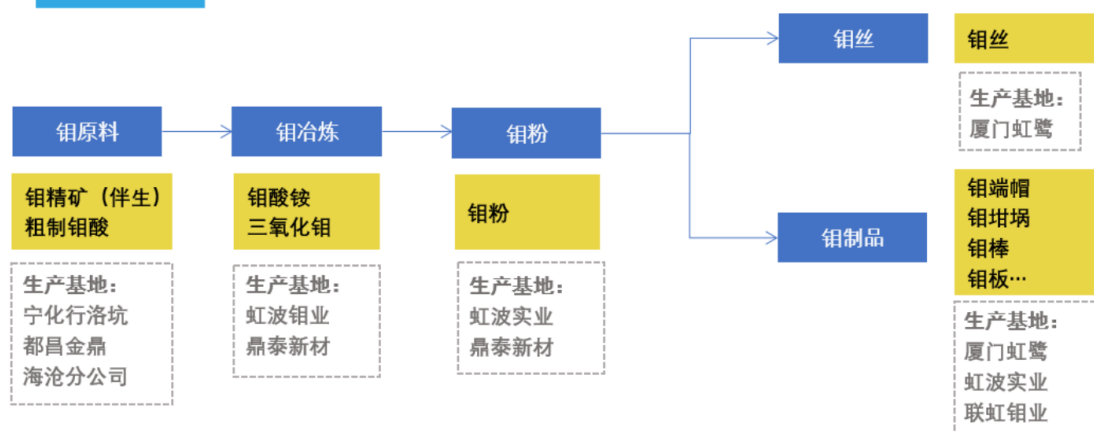 钼原料
钼精矿（伴生）
粗制钼酸
生产基地：
宁化行洛坑
都昌金鼎
海沧分公司
钼冶炼
钼酸铵
三氧化钼
生产基地：
虹波钼业
鼎泰新材
钼粉
钼粉
生产基地：
虹波实业
鼎泰新材
钼丝
钼丝
生产基地：
厦门虹鹭
钼制品
钼端帽
钼坩埚
钼棒
钼板…
生产基地：
厦门虹鹭
虹波实业
联虹钼业